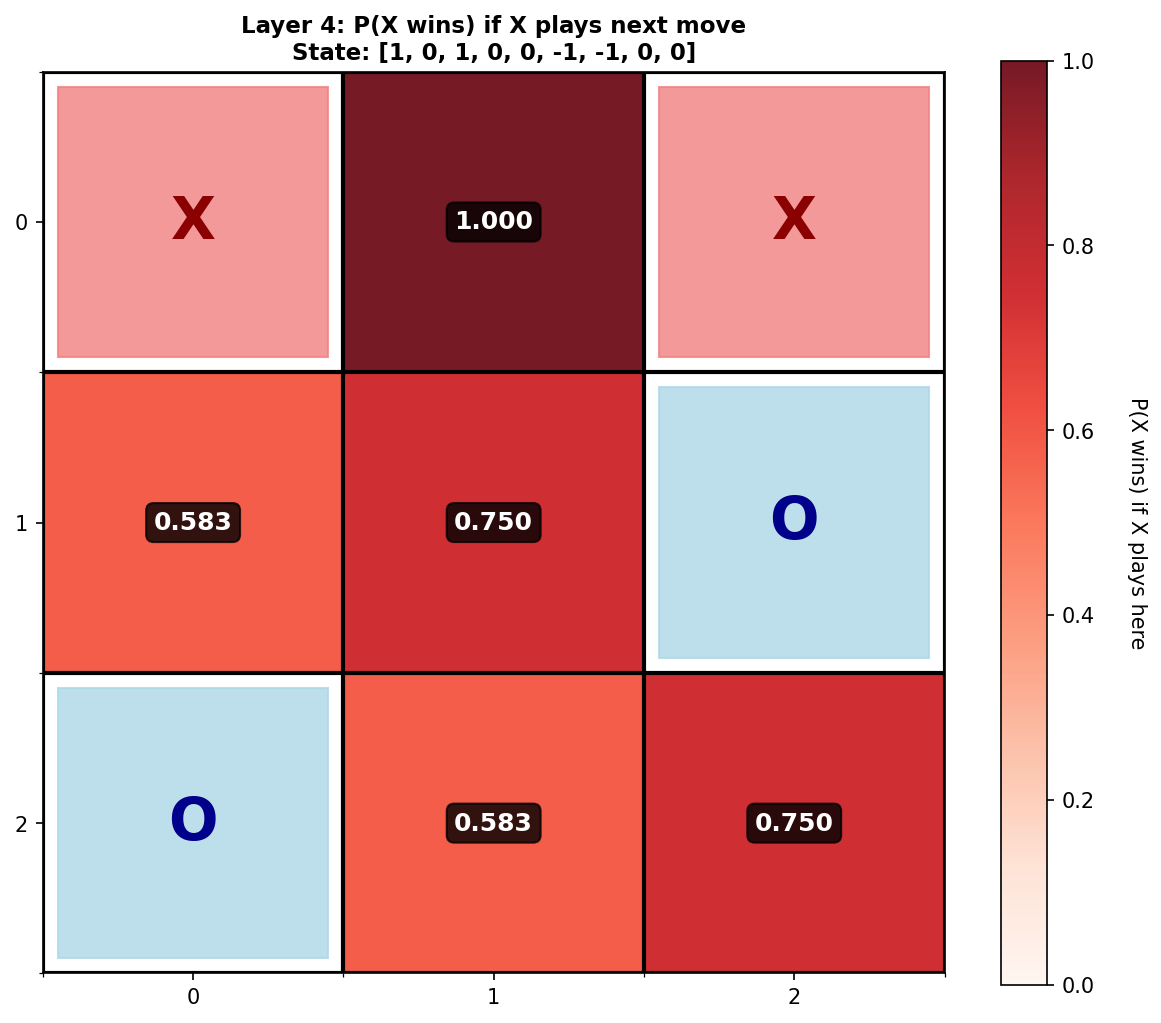 Layer 4: P(X wins) if X plays next move
State: [1, 0, 1, 0, 0, -1, -1, 0, 0]
X
1.000
X
0.583
0.750
O
O
0.583
0.750
0
1
2
0
1
2
1.0
0.8
0.6
0.4
0.2
0.0
P(X wins) if X plays here